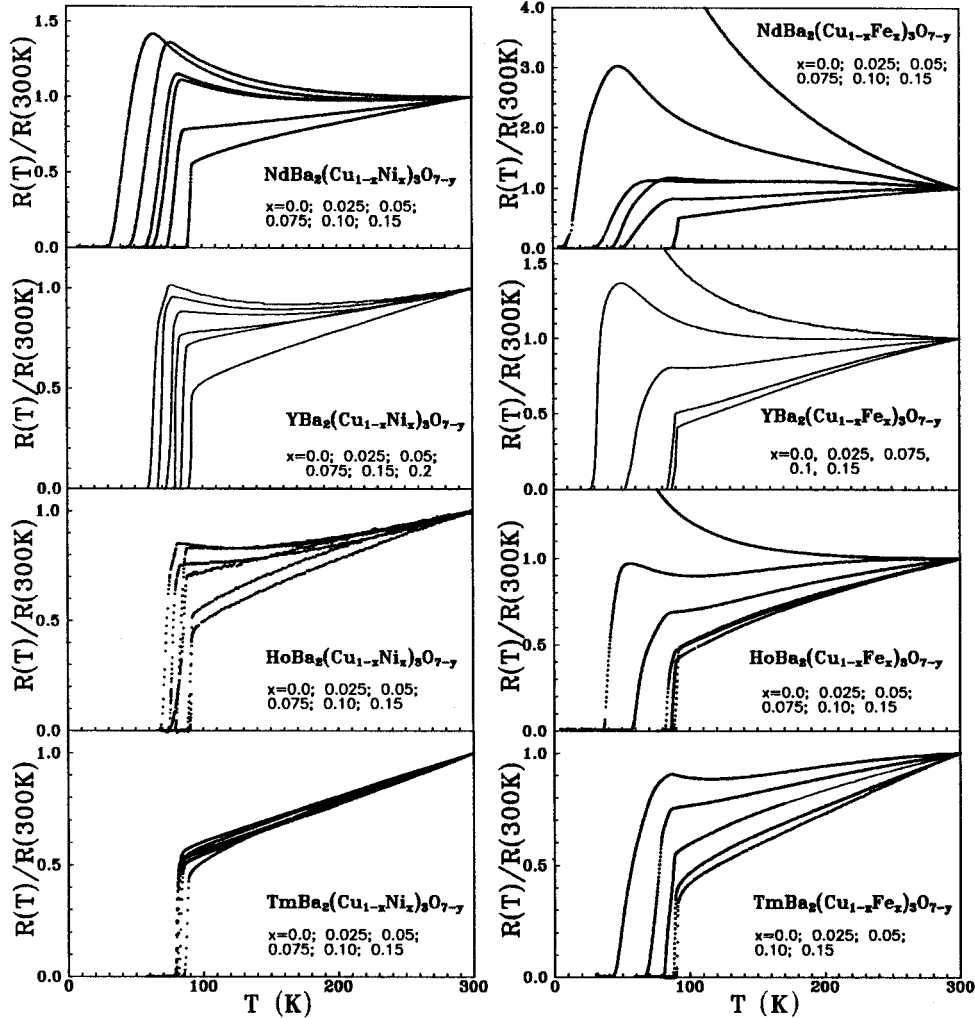 R(T)/R(300K)
1.5
1.0
0.5
0.0
NdBa₂(Cu₁₋ₓNiₓ)₃O₇₋ᵧ
x=0.0; 0.025; 0.05;
0.075; 0.10; 0.15
R(T)/R(300K)
4.0
3.0
2.0
1.0
0.0
NdBa₂(Cu₁₋ₓFeₓ)₃O₇₋ᵧ
x=0.0; 0.025; 0.05;
0.075; 0.10; 0.15
R(T)/R(300K)
1.0
0.5
0.0
YBa₂(Cu₁₋ₓNiₓ)₃O₇₋ᵧ
x=0.0; 0.025; 0.05;
0.075; 0.15; 0.2
R(T)/R(300K)
1.5
1.0
0.5
0.0
YBa₂(Cu₁₋ₓFeₓ)₃O₇₋ᵧ
x=0.0, 0.025, 0.075,
0.1, 0.15
R(T)/R(300K)
1.0
0.5
0.0
HoBa₂(Cu₁₋ₓNiₓ)₃O₇₋ᵧ
x=0.0; 0.025; 0.05;
0.075; 0.10; 0.15
R(T)/R(300K)
1.0
0.5
0.0
HoBa₂(Cu₁₋ₓFeₓ)₃O₇₋ᵧ
x=0.0; 0.025; 0.05;
0.075; 0.10; 0.15
R(T)/R(300K)
1.0
0.5
0.0
TmBa₂(Cu₁₋ₓNiₓ)₃O₇₋ᵧ
x=0.0; 0.025; 0.05;
0.075; 0.10; 0.15
0 100 200 300
T (K)
R(T)/R(300K)
1.0
0.5
0.0
TmBa₂(Cu₁₋ₓFeₓ)₃O₇₋ᵧ
x=0.0; 0.025; 0.05;
0.10; 0.15
0 100 200 300
T (K)